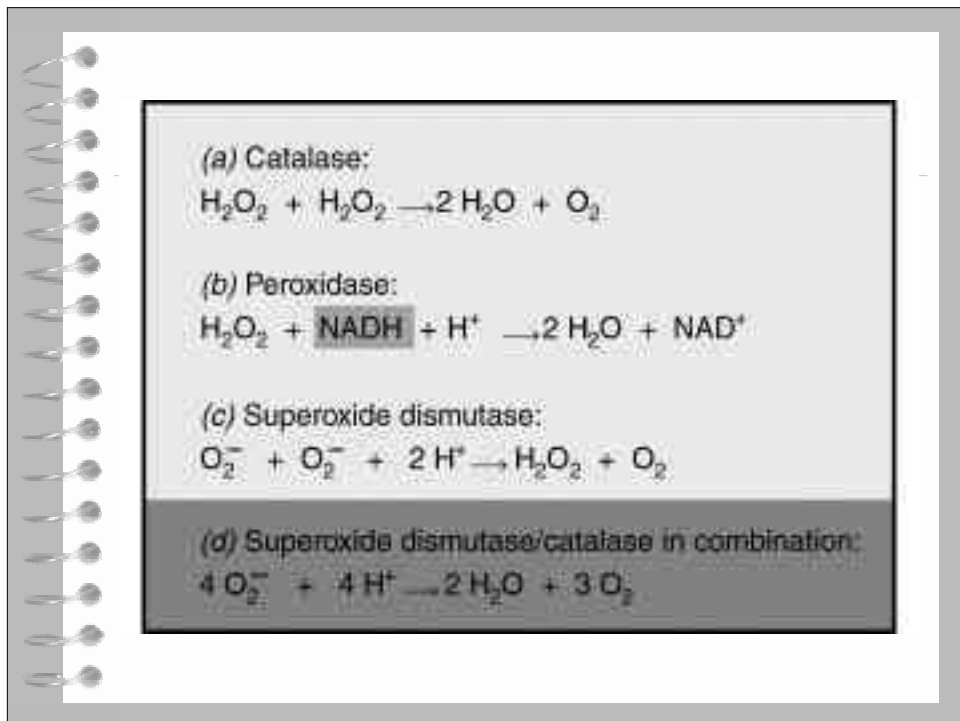 (a) Catalase:
H₂O₂ + H₂O₂ → 2 H₂O + O₂
(b) Peroxidase:
H₂O₂ + NADH + H⁺ → 2 H₂O + NAD⁺
(c) Superoxide dismutase:
O₂⁻ + O₂⁻ + 2 H⁺ → H₂O₂ + O₂
(d) Superoxide dismutase/catalase in combination:
4 O₂⁻ + 4 H⁺ → 2 H₂O + 3 O₂